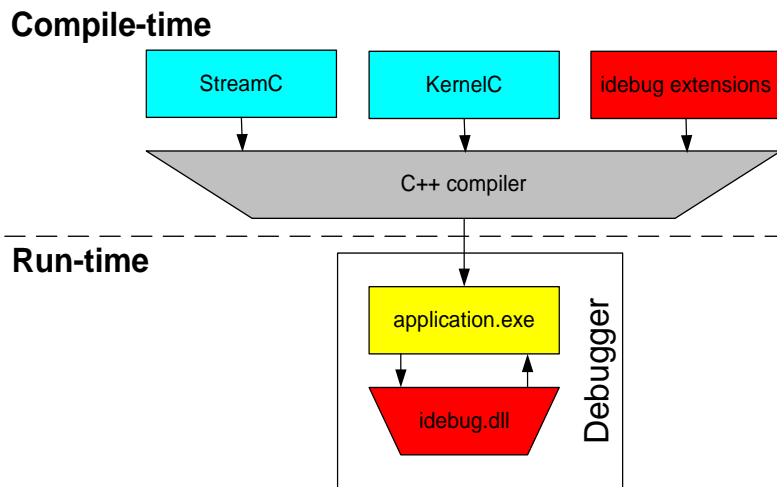 Compile-time
StreamC
KernelC
idebug extensions
C++ compiler
Run-time
application.exe
idebug.dll
Debugger